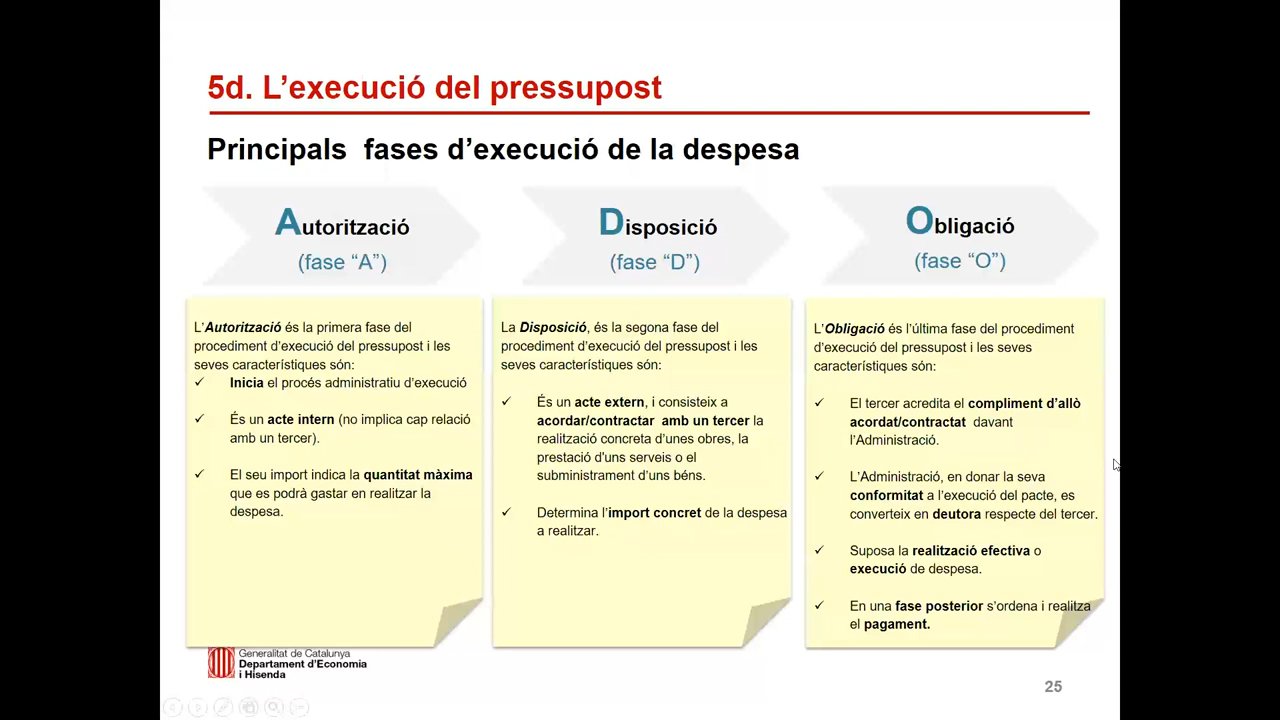 5d. L’execució del pressupost
Principals fases d’execució de la despesa
Autorització
(fase “A”)
Disposició
(fase “D”)
Obligació
(fase “O”)
L’Autorització és la primera fase del
procediment d’execució del pressupost i les
seves característiques són:
✓ Inicia el procés administratiu d’execució
✓ És un acte intern (no implica cap relació
amb un tercer).
✓ El seu import indica la quantitat màxima
que es podrà gastar en realitzar la
despesa.
La Disposició, és la segona fase del
procediment d’execució del pressupost i les
seves característiques són:
✓ És un acte extern, i consisteix a
acordar/contractar amb un tercer la
realització concreta d’unes obres, la
prestació d'uns serveis o el
subministrament d’uns béns.
✓ Determina l’import concret de la despesa
a realitzar.
L’Obligació és l’última fase del procediment
d’execució del pressupost i les seves
característiques són:
✓ El tercer acredita el compliment d’allò
acordat/contractat davant
l’Administració.
✓ L’Administració, en donar la seva
conformitat a l’execució del pacte, es
converteix en deutora respecte del tercer.
✓ Suposa la realització efectiva o
execució de despesa.
✓ En una fase posterior s’ordena i realitza
el pagament.
Generalitat de Catalunya
Departament d’Economia
i Hisenda
25